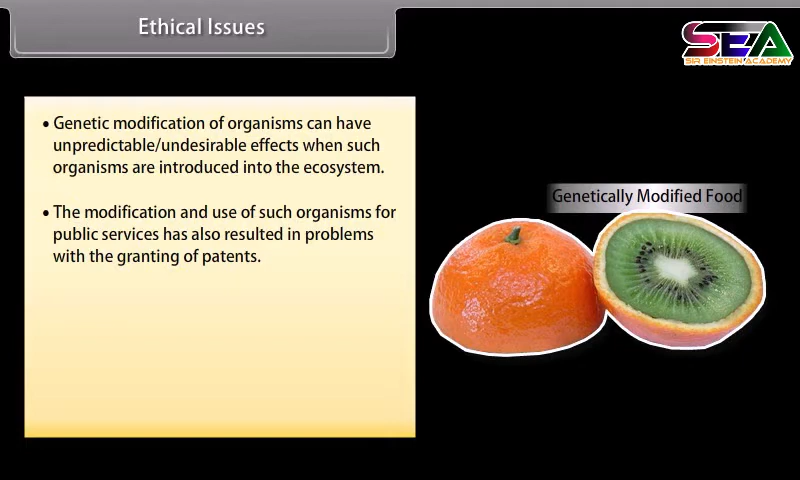 Ethical Issues
SEA
SIR EINSTEIN ACADEMY
• Genetic modification of organisms can have
unpredictable/undesirable effects when such
organisms are introduced into the ecosystem.
• The modification and use of such organisms for
public services has also resulted in problems
with the granting of patents.
Genetically Modified Food